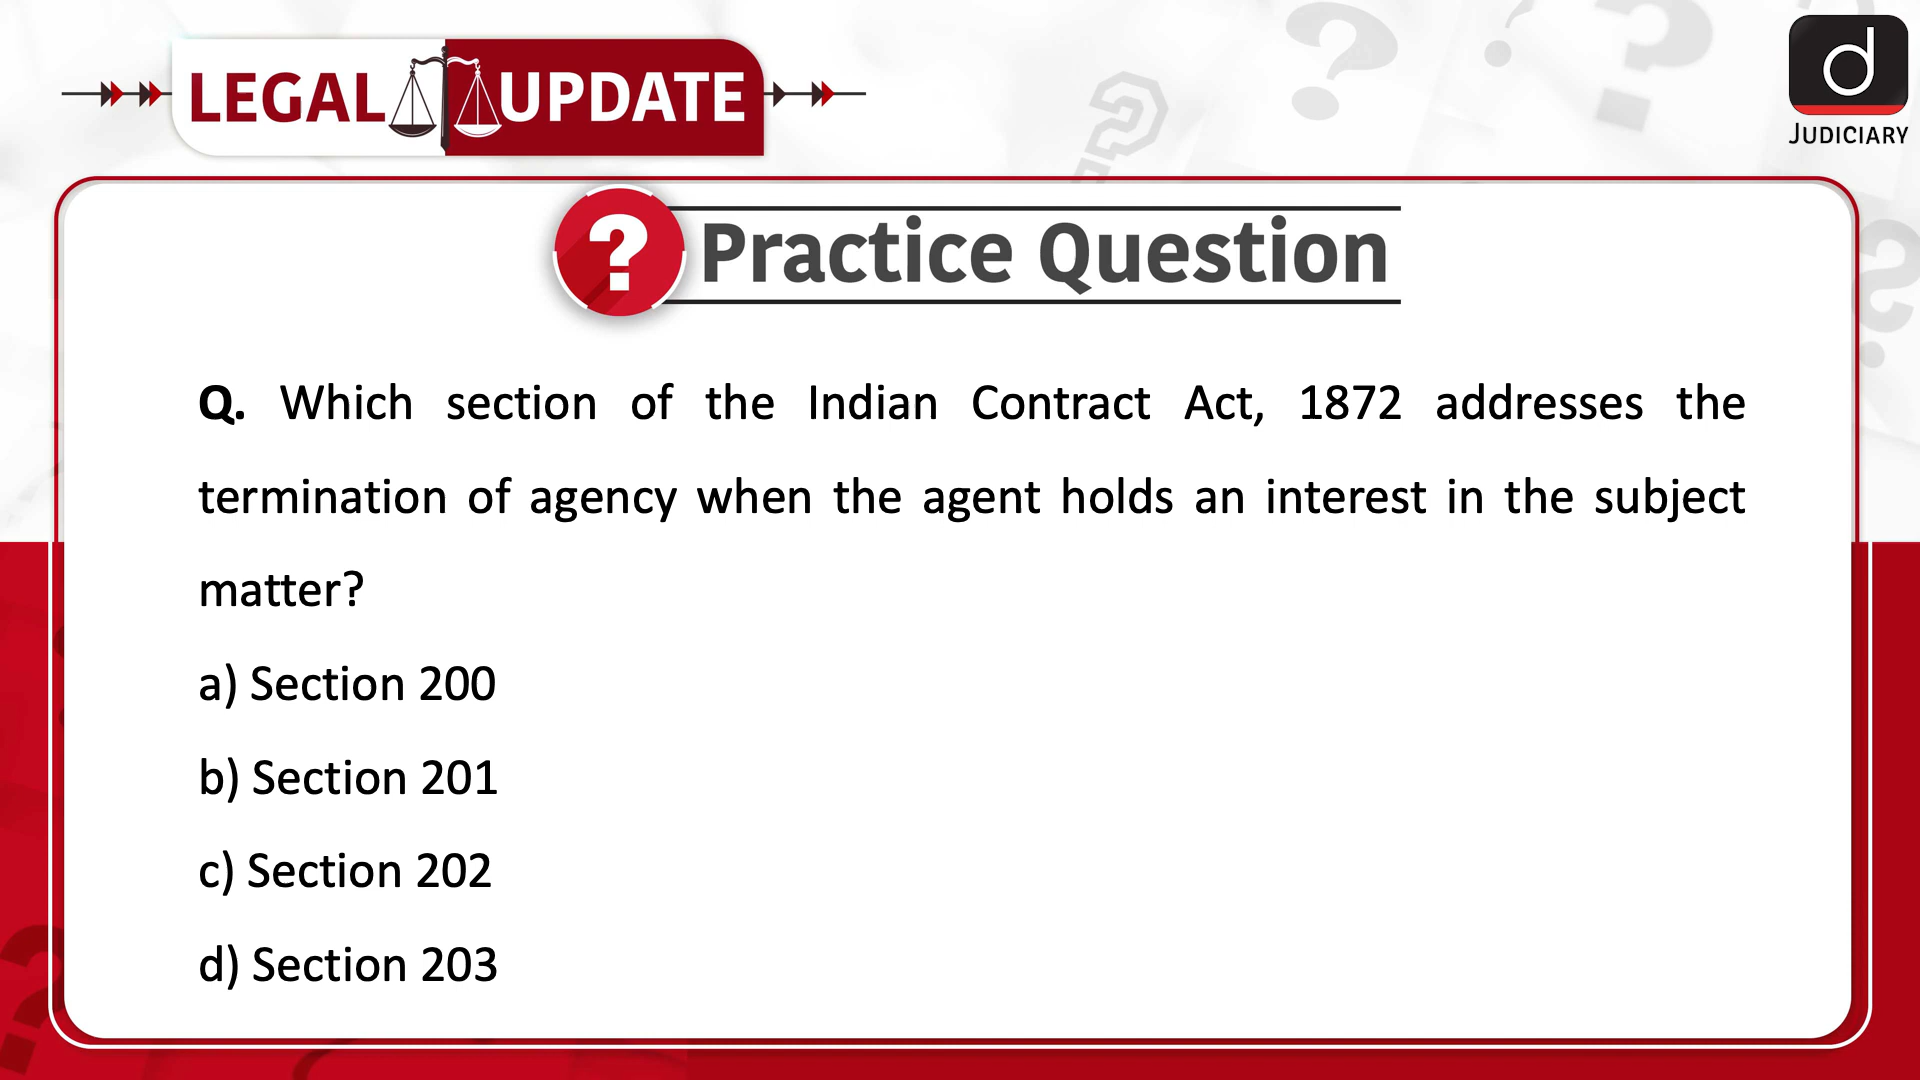 LEGAL UPDATE
d
JUDICIARY
? Practice Question
Q. Which section of the Indian Contract Act, 1872 addresses the
termination of agency when the agent holds an interest in the subject
matter?
a) Section 200
b) Section 201
c) Section 202
d) Section 203